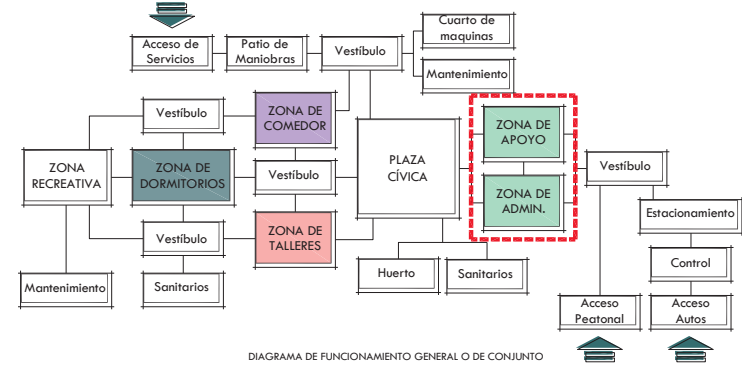 Acceso de
Servicios
Patio de
Maniobras
Vestíbulo
Cuarto de
maquinas
Mantenimiento
Vestíbulo
ZONA DE
COMEDOR
ZONA DE
APOYO
ZONA
RECREATIVA
ZONA DE
DORMITORIOS
Vestíbulo
PLAZA
CÍVICA
Vestíbulo
ZONA DE
ADMIN.
Estacionamiento
Vestíbulo
ZONA DE
TALLERES
Control
Mantenimiento
Sanitarios
Huerto
Sanitarios
Acceso
Peatonal
Acceso
Autos
DIAGRAMA DE FUNCIONAMIENTO GENERAL O DE CONJUNTO